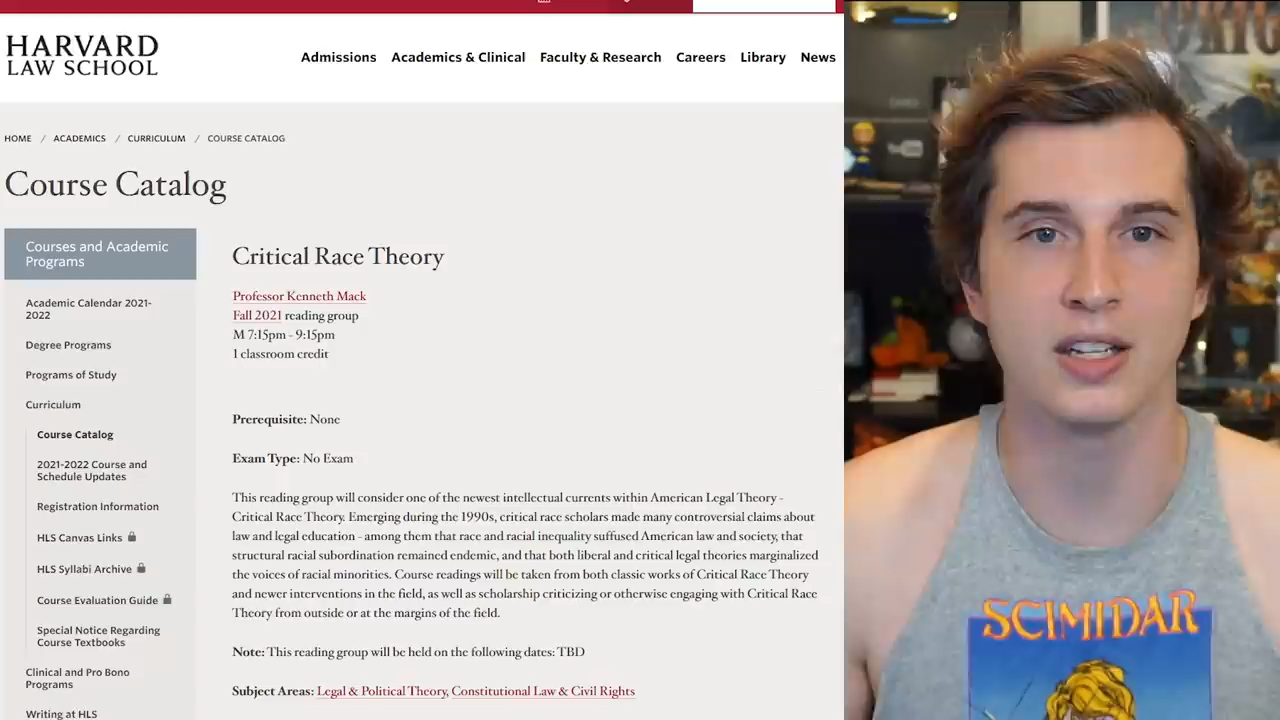 HARVARD
LAW SCHOOL
Admissions Academics & Clinical Faculty & Research Careers Library News
HOME / ACADEMICS / CURRICULUM / COURSE CATALOG
Course Catalog
Courses and Academic
Programs
Academic Calendar 2021-
2022
Degree Programs
Programs of Study
Curriculum
Course Catalog
2021-2022 Course and
Schedule Updates
Registration Information
HLS Canvas Links
HLS Syllabi Archive
Course Evaluation Guide
Special Notice Regarding
Course Textbooks
Clinical and Pro Bono
Programs
Writing at HLS
Critical Race Theory
Professor Kenneth Mack
Fall 2021 reading group
M 7:15pm - 9:15pm
1 classroom credit
Prerequisite: None
Exam Type: No Exam
This reading group will consider one of the newest intellectual currents within American Legal Theory -
Critical Race Theory. Emerging during the 1990s, critical race scholars made many controversial claims about
law and legal education - among them that race and racial inequality suffused American law and society, that
structural racial subordination remained endemic, and that both liberal and critical legal theories marginalized
the voices of racial minorities. Course readings will be taken from both classic works of Critical Race Theory
and newer interventions in the field, as well as scholarship criticizing or otherwise engaging with Critical Race
Theory from outside or at the margins of the field.
Note: This reading group will be held on the following dates: TBD
Subject Areas: Legal & Political Theory, Constitutional Law & Civil Rights
SCIMIDAR